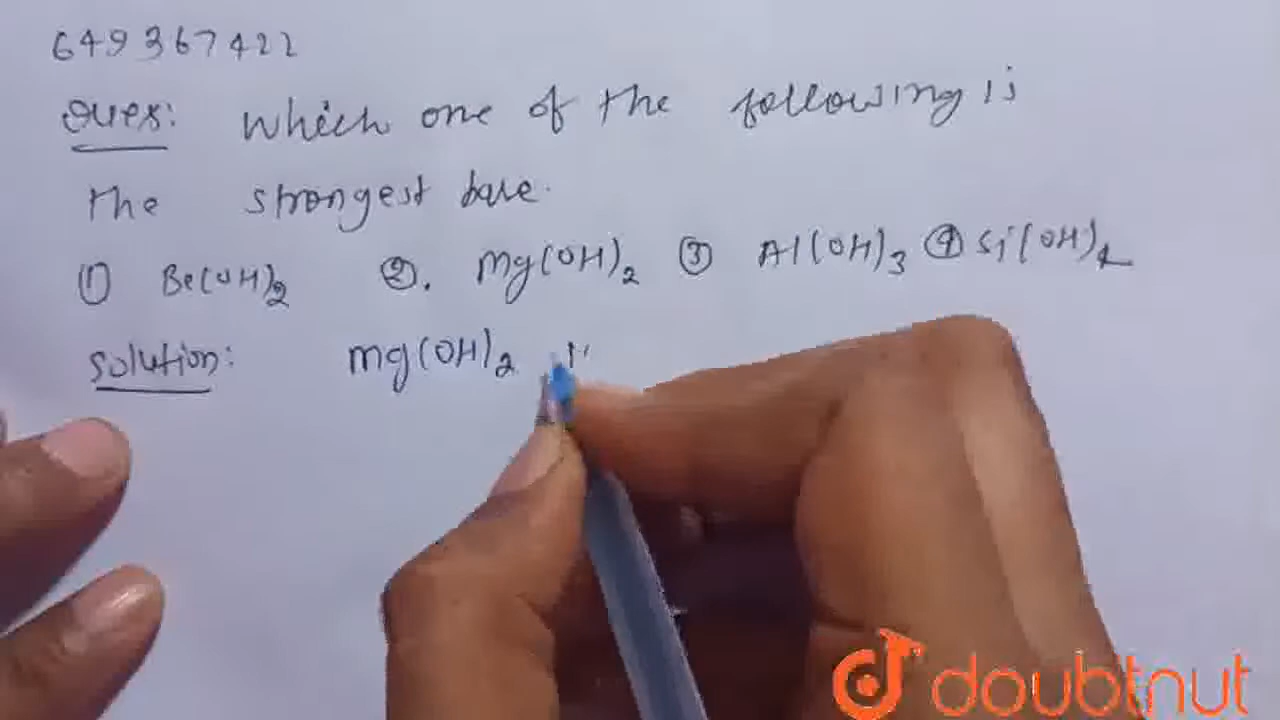 649367422
Ques: Which one of the following is
the strongest base.
① Be(OH)2 ②. Mg(OH)2 ③ Al(OH)3 ④ Si(OH)4
Solution: Mg(OH)2
doubtnut